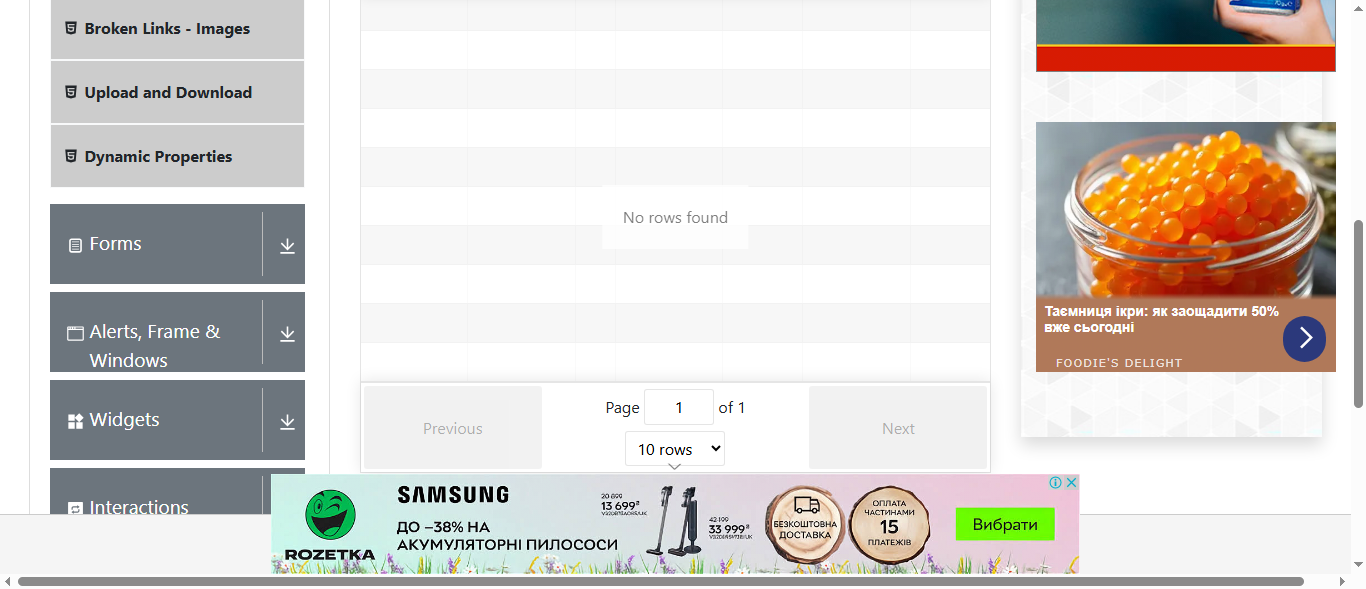 Broken Links - Images
Upload and Download
Dynamic Properties
Forms
Alerts, Frame &
Windows
Widgets
Interactions
No rows found
Previous
Page 1 of 1
10 rows
Next
Таємниця ікри: як заощадити 50%
вже сьогодні
FOODIE'S DELIGHT
ROZETKA
SAMSUNG
ДО –38% НА
АКУМУЛЯТОРНІ ПИЛОСОСИ
20 899
13 699₴
42 199
33 999₴
БЕЗКОШТОВНА
ДОСТАВКА
ОПЛАТА
ЧАСТИНАМИ
15
ПЛАТЕЖІВ
Вибрати